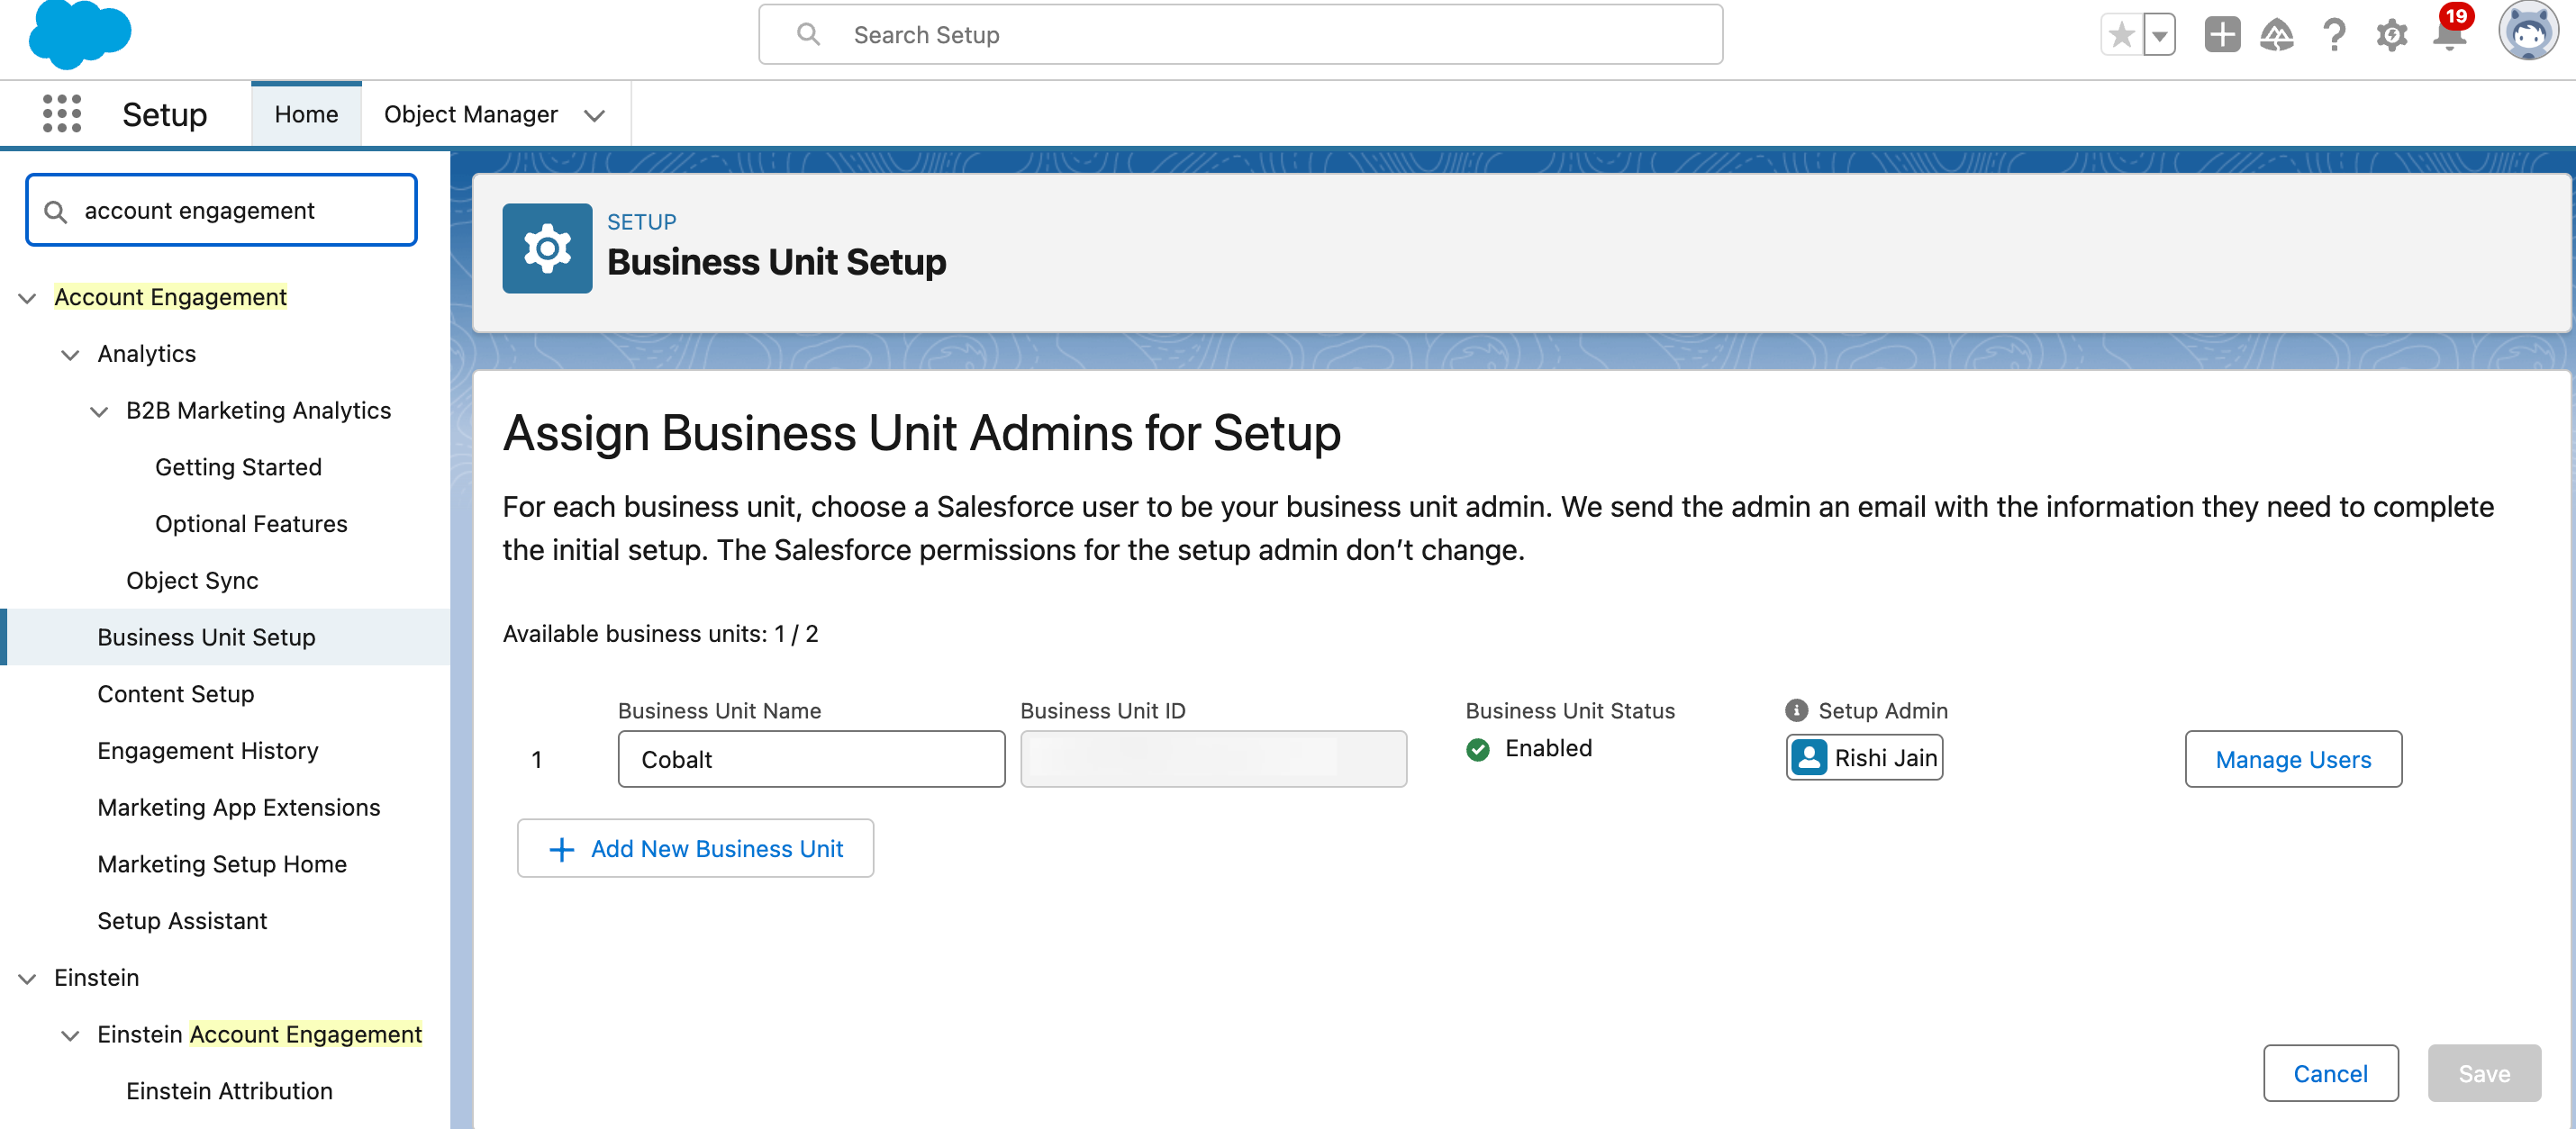 Search Setup
19
Setup
Home
Object Manager
account engagement
Account Engagement
Analytics
B2B Marketing Analytics
Getting Started
Optional Features
Object Sync
Business Unit Setup
Content Setup
Engagement History
Marketing App Extensions
Marketing Setup Home
Setup Assistant
Einstein
Einstein Account Engagement
Einstein Attribution
SETUP
Business Unit Setup
Assign Business Unit Admins for Setup
For each business unit, choose a Salesforce user to be your business unit admin. We send the admin an email with the information they need to complete
the initial setup. The Salesforce permissions for the setup admin don’t change.
Available business units: 1 / 2
Business Unit Name Business Unit ID Business Unit Status Setup Admin
1 Cobalt Enabled Rishi Jain Manage Users
Add New Business Unit
Cancel Save